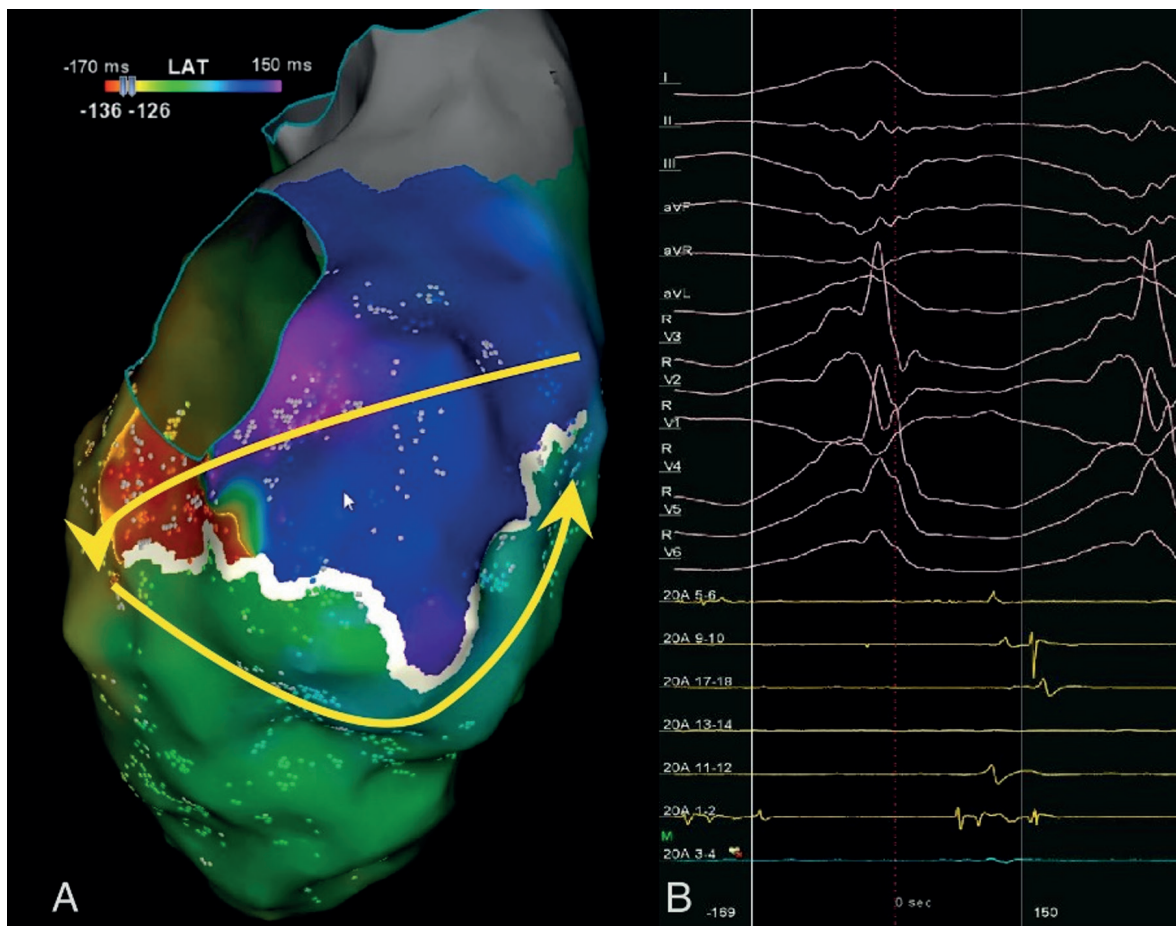 -170 ms LAT 150 ms
-136 -126
A
I
II
III
aVF
aVR
aVL
R
V3
R
V2
R
V1
R
V4
R
V5
R
V6
20A 5-6
20A 9-10
20A 17-18
20A 13-14
20A 11-12
20A 1-2
M
20A 3-4
B
-169
0 sec
150